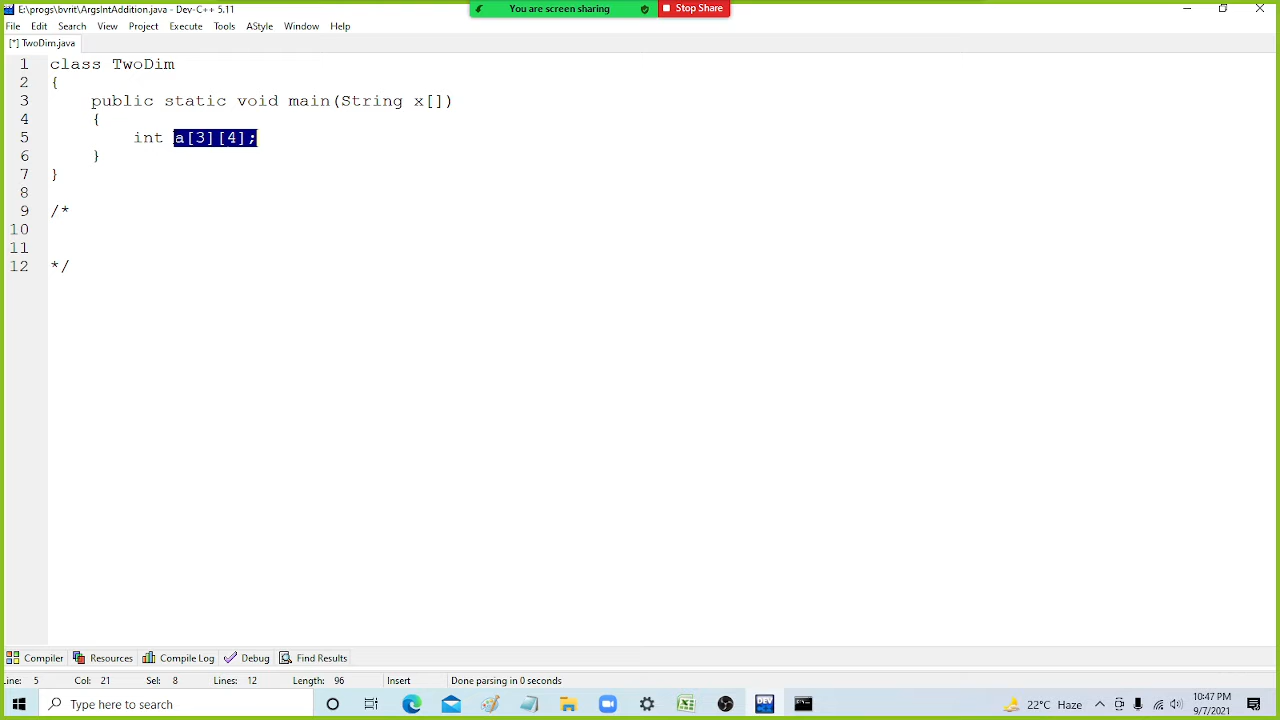 E:\progs\bvrit\ArgsIntAddition.java - Dev-C++ 5.11
You are screen sharing
Stop Share
File Edit Search View Project Execute Tools AStyle Window Help
[*] TwoDim.java
1 class TwoDim
2 {
3 public static void main(String x[])
4 {
5 int a[3][4];
6 }
7 }
8
9 /*
10
11
12 */
Compiler Resources Compile Log Debug Find Results
Line: 5 Col: 21 Sel: 8 Lines: 12 Length: 96 Insert Done parsing in 0 seconds
Type here to search
DEV
22°C Haze
10:47 PM
9/7/2021